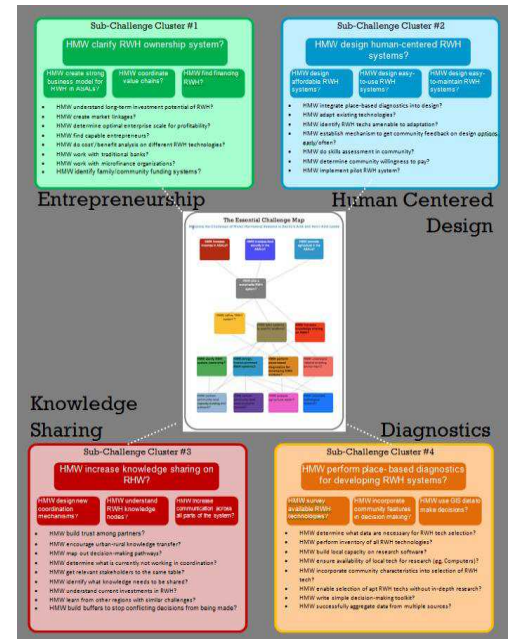 Sub-Challenge Cluster #1
HMW clarify RWH ownership system?
HMW create strong
business model for
RWH in ASALs?
HMW coordinate
value chains?
HMW find financing
RWH?
• HMW understand long-term investment potential of RWH?
• HMW create market linkages?
• HMW determine optimal enterprise scale for profitability?
• HMW find capable entrepreneurs?
• HMW do cost/benefit analysis on different RWH technologies?
• HMW work with traditional banks?
• HMW work with microfinance organizations?
• HMW identify family/community funding systems?
Entrepreneurship
Sub-Challenge Cluster #2
HMW design human-centered RWH
systems?
HMW design
affordable RWH
systems?
HMW design easy-
to-use RWH
systems?
HMW design easy-
to-maintain RWH
systems?
• HMW integrate place-based diagnostics into design?
• HMW adapt existing technologies?
• HMW identify RWH techs amenable to adaptation?
• HMW establish mechanism to get community feedback on design options
early/often?
• HMW do skills assessment in community?
• HMW determine community willingness to pay?
• HMW implement pilot RWH system?
Human Centered
Design
The Essential Challenge Map
Knowledge
Sharing
Sub-Challenge Cluster #3
HMW increase knowledge sharing on
RHW?
HMW design new
coordination
mechanisms?
HMW understand
RWH knowledge
nodes?
HMW increase
communication across
all parts of the system?
• HMW build trust among partners?
• HMW encourage urban-rural knowledge transfer?
• HMW map out decision-making pathways?
• HMW determine what is currently not working in coordination?
• HMW get relevant stakeholders to the same table?
• HMW identify what knowledge needs to be shared?
• HMW understand current investments in RWH?
• HMW learn from other regions with similar challenges?
• HMW build buffers to stop conflicting decisions from being made?
Diagnostics
Sub-Challenge Cluster #4
HMW perform place- based diagnostics
for developing RWH systems?
HMW survey
available RWH
technologies?
HMW incorporate
community features
in decision making?
HMW use GIS data to
make decisions?
• HMW determine what data are necessary for RWH tech selection?
• HMW perform inventory of all RWH technologies?
• HMW build local capacity on research software?
• HMW ensure availability of local tech for research (eg. Computers)?
• HMW incorporate community characteristics into selection of RWH
tech?
• HMW enable selection of apt RWH techs without in-depth research?
• HMW write simple decision-making toolkit?
• HMW successfully aggregate data from multiple sources?